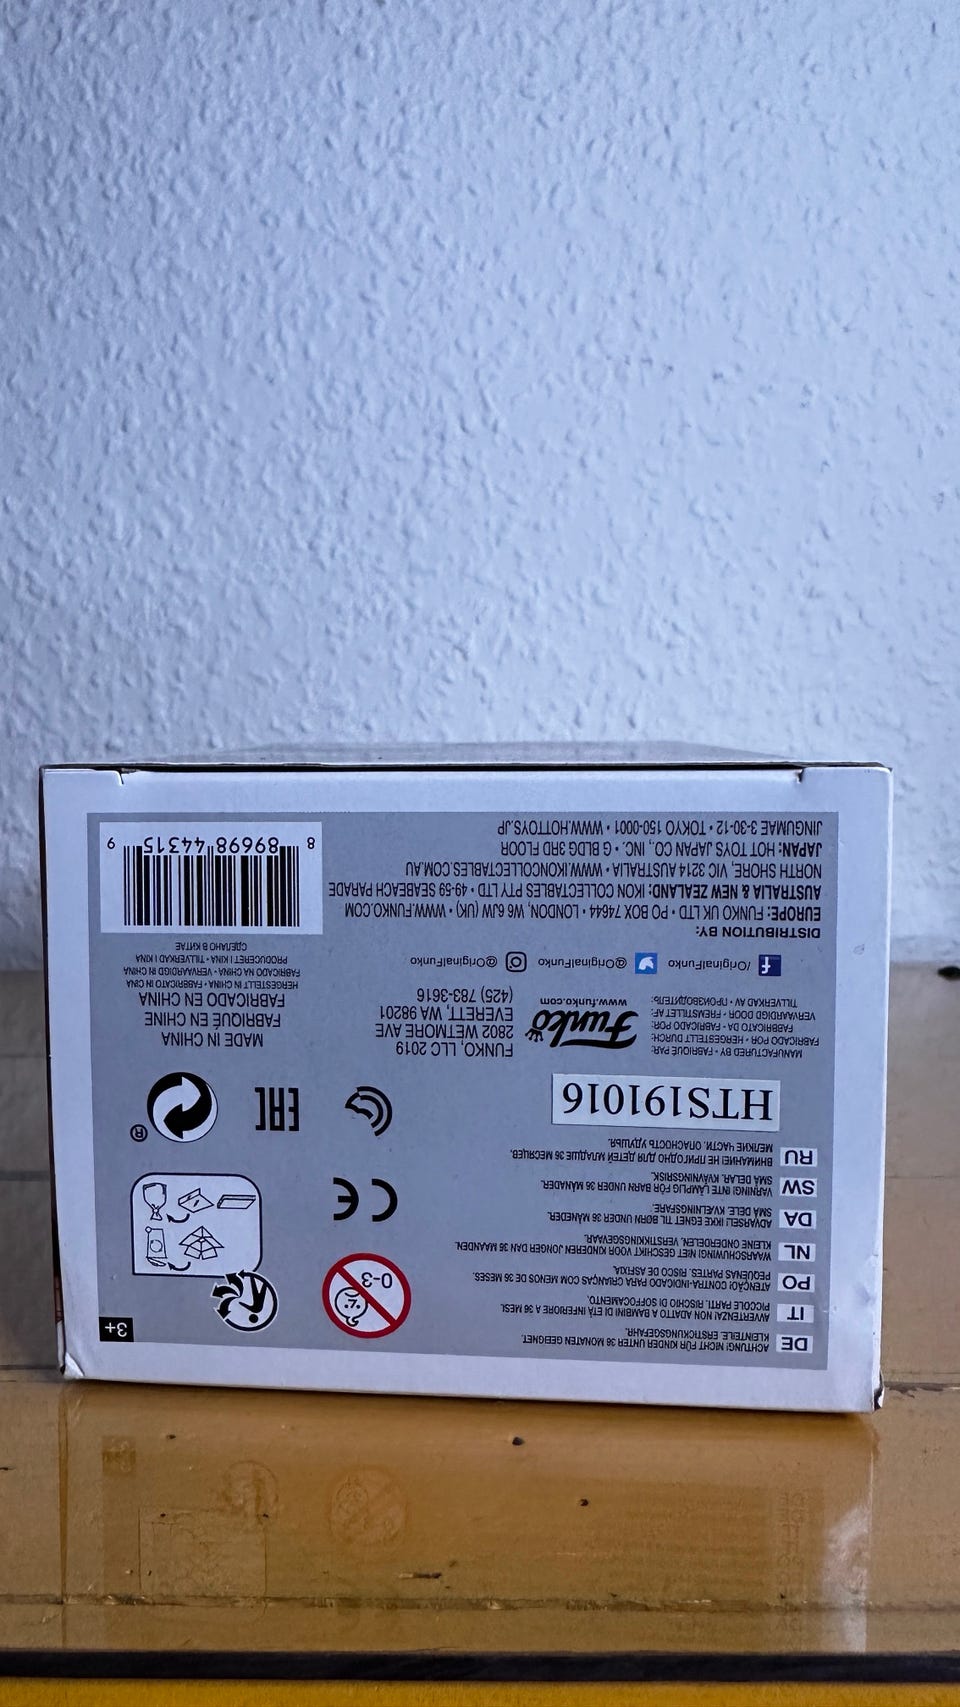 DE ACHTUNG! NICHT FÜR KINDER UNTER 36 MONATEN GEEIGNET.
KLEINTEILE. ERSTICKUNGSGEFAHR.
IT AVVERTENZA! NON ADATTO A BAMBINI DI ETÀ INFERIORE A 36 MESI.
PICCOLE PARTI. RISCHIO DI SOFFOCAMENTO.
PO ATENÇÃO! CONTRA-INDICADO PARA CRIANÇAS COM MENOS DE 36 MESES.
PEQUENAS PARTES. RISCO DE ASFIXIA.
NL WAARSCHUWING! NIET GESCHIKT VOOR KINDEREN JONGER DAN 36 MAANDEN.
KLEINE ONDERDELEN. VERSTIKKINGSGEVAAR.
DA ADVARSEL! IKKE EGNET TIL BØRN UNDER 36 MÅNEDER.
SMÅ DELE. KVÆLNINGSFARE.
SW VARNING! INTE LÄMPLIG FÖR BARN UNDER 36 MÅNADER.
SMÅ DELAR. KVÄVNINGSRISK.
RU ВНИМАНИЕ! НЕ ПРИГОДНО ДЛЯ ДЕТЕЙ МЛАДШЕ 36 МЕСЯЦЕВ.
МЕЛКИЕ ЧАСТИ. ОПАСНОСТЬ УДУШЬЯ.
0-3
3+
CE
EAC
®
HTS191016
MANUFACTURED BY • FABRIQUÉ PAR:
FABRICADO POR • HERGESTELLT DURCH:
FABBRICATO DA • FABRICADO POR:
VERVAARDIGD DOOR • FREMSTILLET AF:
TILLVERKAD AV • ПРОИЗВОДИТЕЛЬ:
Funko
www.funko.com
FUNKO, LLC 2019
2802 WETMORE AVE
EVERETT, WA 98201
(425) 783-3616
MADE IN CHINA
FABRIQUÉ EN CHINE
FABRICADO EN CHINA
HERGESTELLT IN CHINA • FABBRICATO IN CINA
FABRICADO NA CHINA • VERVAARDIGD IN CHINA
PRODUCERET I KINA • TILLVERKAD I KINA
СДЕЛАНО В КИТАЕ
f /OriginalFunko @OriginalFunko @OriginalFunko
DISTRIBUTION BY:
EUROPE: FUNKO UK LTD • PO BOX 74644 • LONDON, W6 6JW (UK) • WWW.FUNKO.COM
AUSTRALIA & NEW ZEALAND: IKON COLLECTABLES PTY LTD • 49-59 SEABEACH PARADE
NORTH SHORE, VIC 3214 AUSTRALIA • WWW.IKONCOLLECTABLES.COM.AU
JAPAN: HOT TOYS JAPAN CO., INC. • G BLDG 3RD FLOOR
JINGUMAE 3-30-12 • TOKYO 150-0001 • WWW.HOTTOYS.JP
8 89698 44315 9